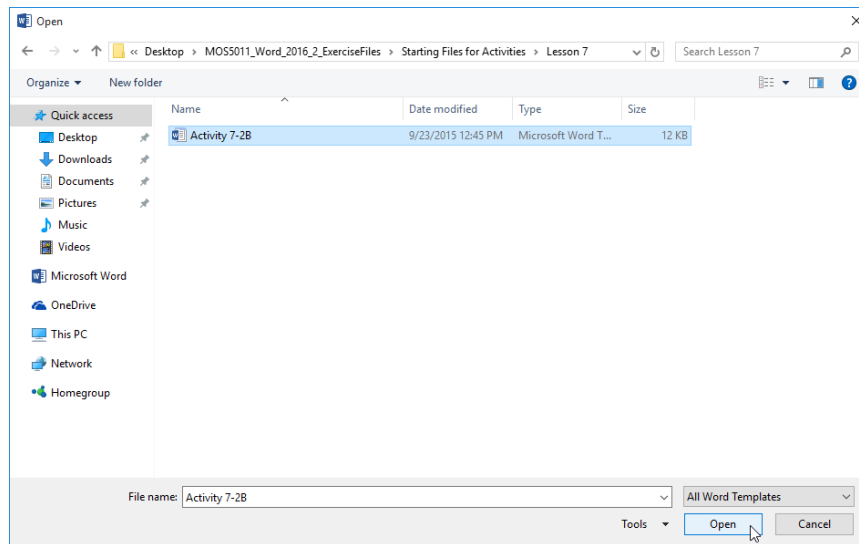 Open
« Desktop > MOS5011_Word_2016_2_ExerciseFiles > Starting Files for Activities > Lesson 7
Search Lesson 7
Organize New folder
Name Date modified Type Size
Quick access
Activity 7-2B 9/23/2015 12:45 PM Microsoft Word T... 12 KB
Desktop
Downloads
Documents
Pictures
Music
Videos
Microsoft Word
OneDrive
This PC
Network
Homegroup
File name: Activity 7-2B All Word Templates
Tools Open Cancel